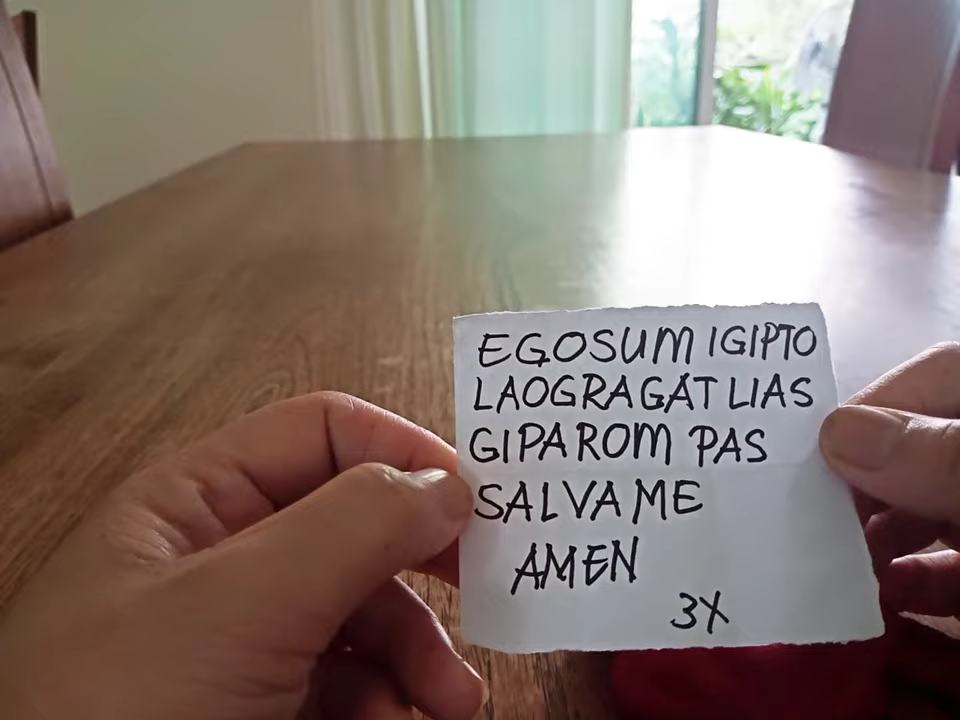 EGOSUM IGIPTO
LAOGRAGAT LIAS
GIPAROM PAS
SALVAME
AMEN
3X